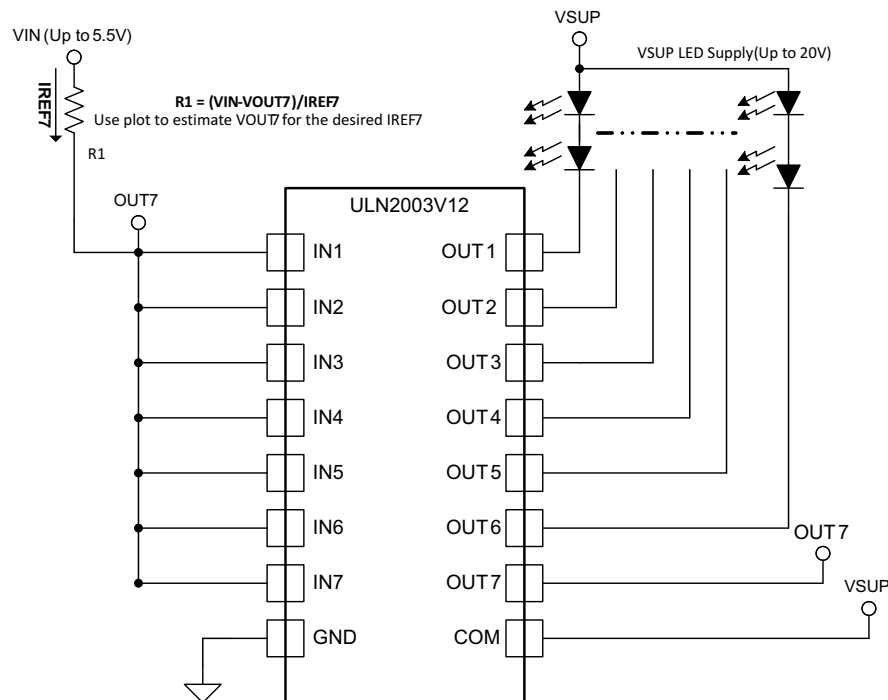 VSUP
VIN (Up to 5.5V)
VSUP LED Supply(Up to 20V)
IREF7
R1 = (VIN-VOUT7)/IREF7
Use plot to estimate VOUT7 for the desired IREF7
R1
OUT7
ULN2003V12
IN1 OUT1
IN2 OUT2
IN3 OUT3
IN4 OUT4
IN5 OUT5
IN6 OUT6
OUT7
IN7 OUT7
VSUP
GND COM